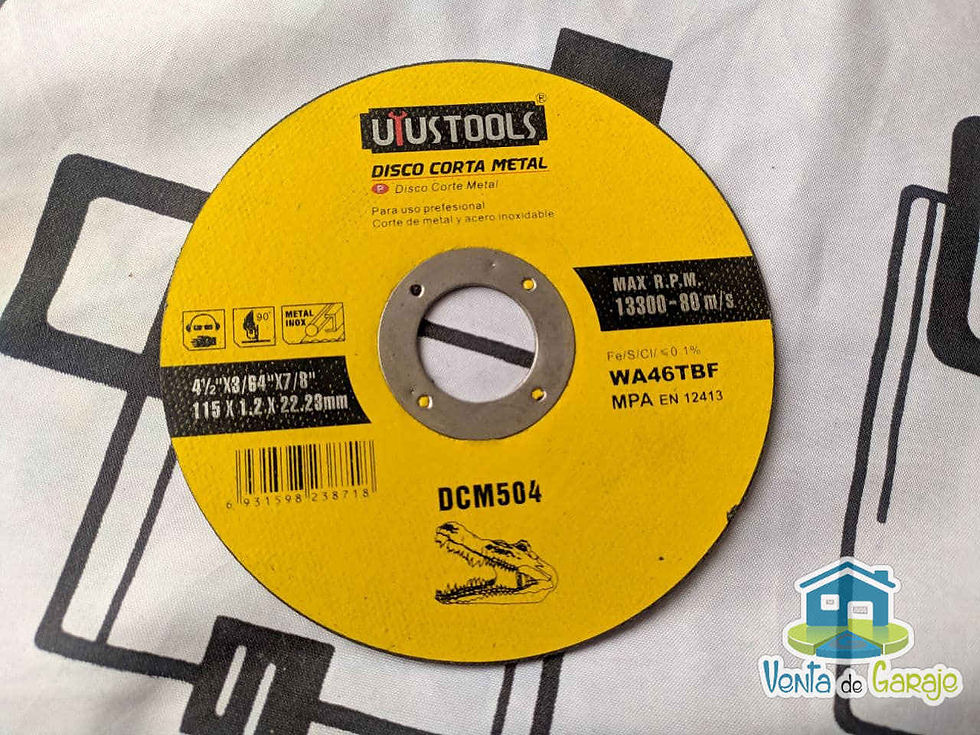 UYUSTOOLS ®
DISCO CORTA METAL
P Disco Corte Metal
Para uso prefesional
Corte de metal y acero inoxidable
MAX R.P.M.
13300-80 m/s
90°
METAL
INOX
Fe/S/Cl/ ≤0.1%
WA46TBF
MPA EN 12413
4½"X3/64"X7/8"
115 X 1.2 X 22.23mm
6 931598 238718
DCM504
Venta de Garaje